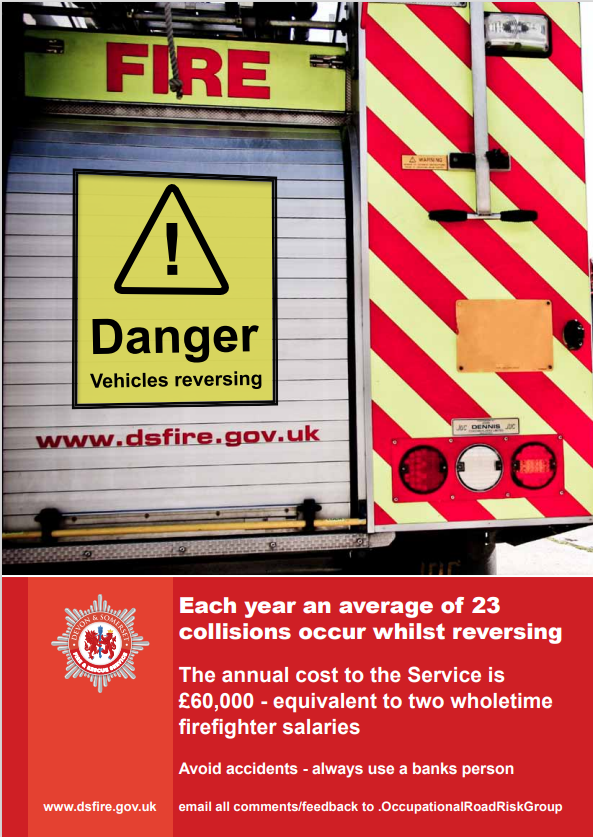 FIRE
WARNING
!
Danger
Vehicles reversing
www.dsfire.gov.uk
DENNIS
Each year an average of 23
collisions occur whilst reversing
DEVON & SOMERSET
FIRE & RESCUE SERVICE
The annual cost to the Service is
£60,000 - equivalent to two wholetime
firefighter salaries
Avoid accidents - always use a banks person
www.dsfire.gov.uk
email all comments/feedback to .OccupationalRoadRiskGroup